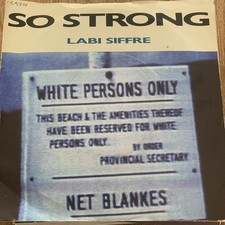 SO STRONG
LABI SIFFRE
WHITE PERSONS ONLY
THIS BEACH & THE AMENITIES THEREOF
HAVE BEEN RESERVED FOR WHITE
PERSONS ONLY. BY ORDER
PROVINCIAL SECRETARY
NET BLANKES